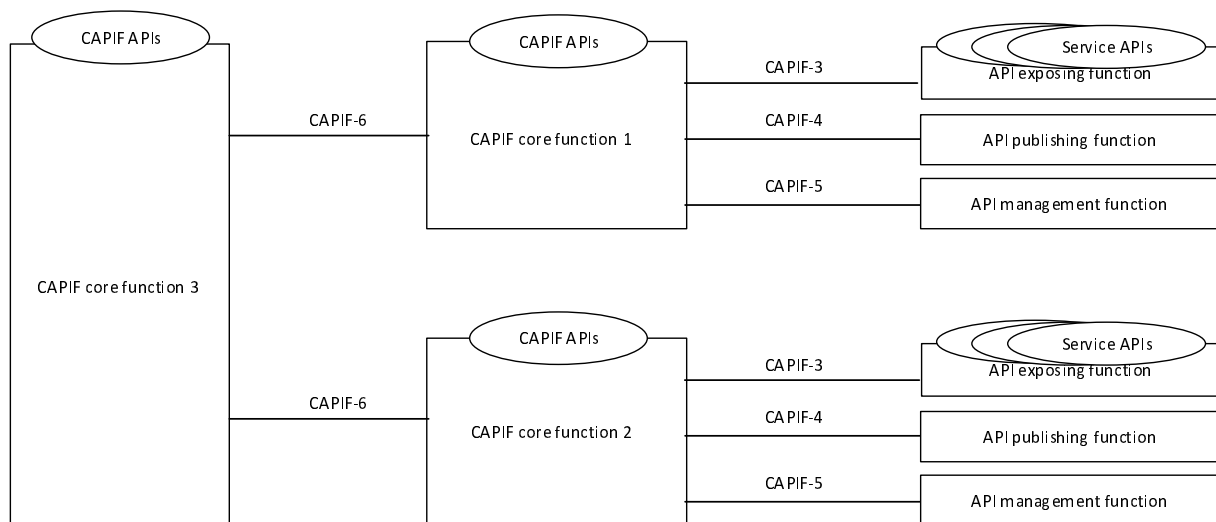 CAPIF APIs
CAPIF APIs
Service APIs
API exposing function
CAPIF-3
CAPIF-6
CAPIF-4
CAPIF core function 1
API publishing function
CAPIF-5
API management function
CAPIF core function 3
CAPIF APIs
Service APIs
API exposing function
CAPIF-3
CAPIF-6
CAPIF-4
CAPIF core function 2
API publishing function
CAPIF-5
API management function